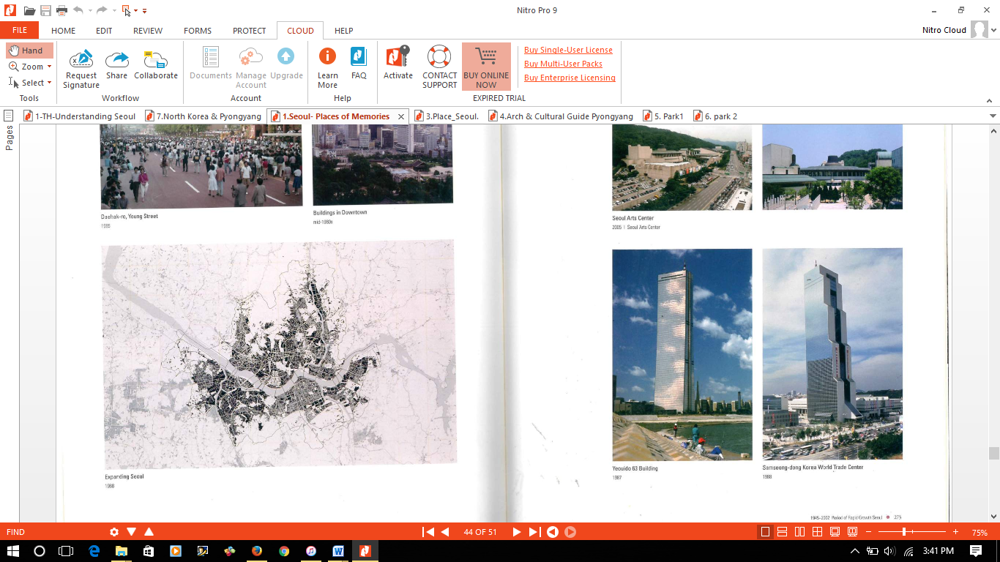 Nitro Pro 9
FILE
HOME
EDIT
REVIEW
FORMS
PROTECT
CLOUD
HELP
Nitro Cloud
Hand
Zoom
Select
Tools
Request Signature
Share
Collaborate
Workflow
Documents
Manage Account
Upgrade
Account
Learn More
FAQ
Help
Activate
CONTACT SUPPORT
BUY ONLINE NOW
Buy Single-User License
Buy Multi-User Packs
Buy Enterprise Licensing
EXPIRED TRIAL
1-TH-Understanding Seoul
7.North Korea & Pyongyang
1.Seoul- Places of Memories
3.Place_Seoul.
4.Arch & Cultural Guide Pyongyang
5. Park1
6. park 2
Pages
Daehak-ro, Young Street
Buildings in Downtown
mid-1980s
Seoul Arts Center
2005 | Seoul Arts Center
Expanding Seoul
Yeouido 63 Building
1987
Samseong-dong Korea World Trade Center
1988
1945–2002 Period of Rapid Growth Seoul
273
FIND
44 OF 51
75%
3:41 PM